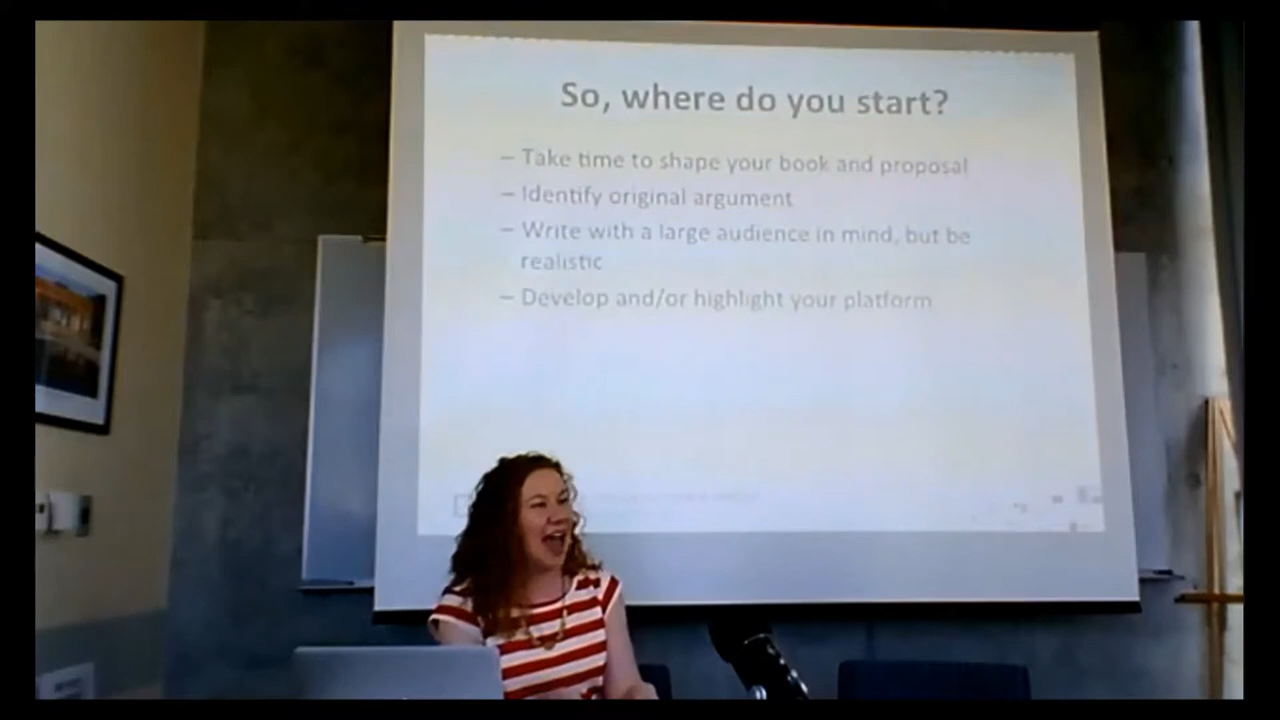 So, where do you start?
– Take time to shape your book and proposal
– Identify original argument
– Write with a large audience in mind, but be
realistic
– Develop and/or highlight your platform